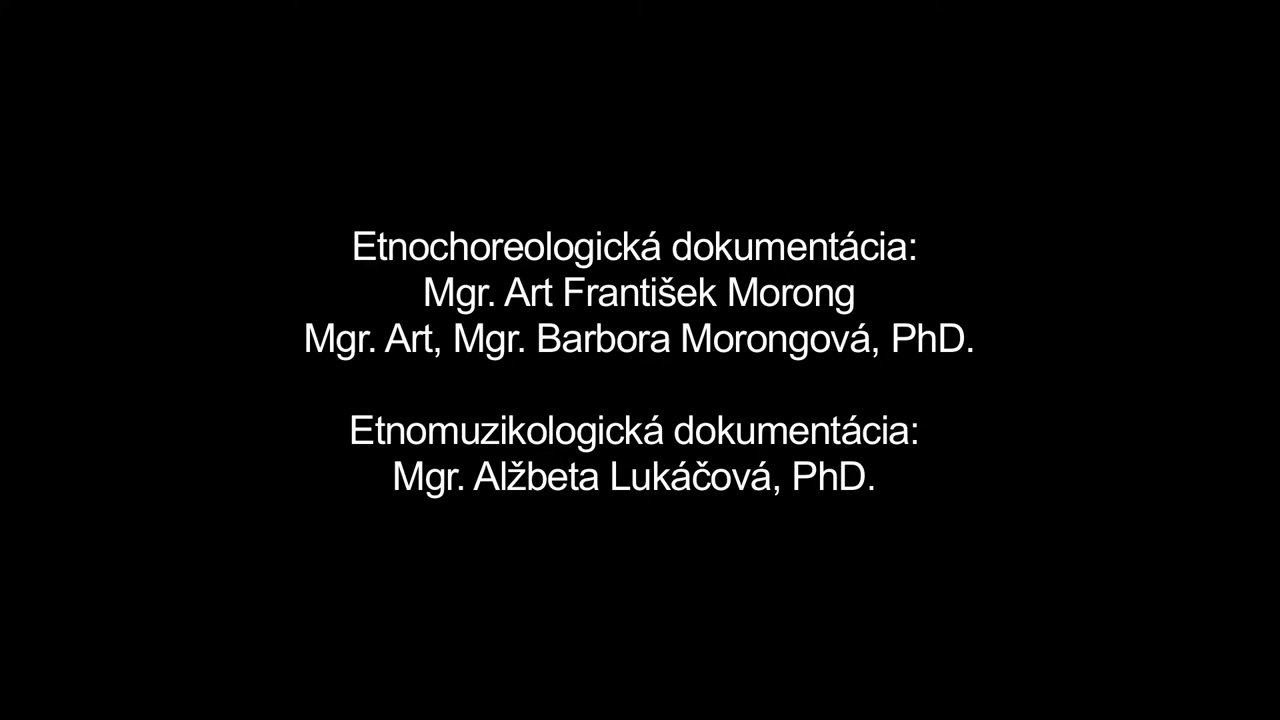 Etnochoreologická dokumentácia:
Mgr. Art František Morong
Mgr. Art, Mgr. Barbora Morongová, PhD.
Etnomuzikologická dokumentácia:
Mgr. Alžbeta Lukáčová, PhD.